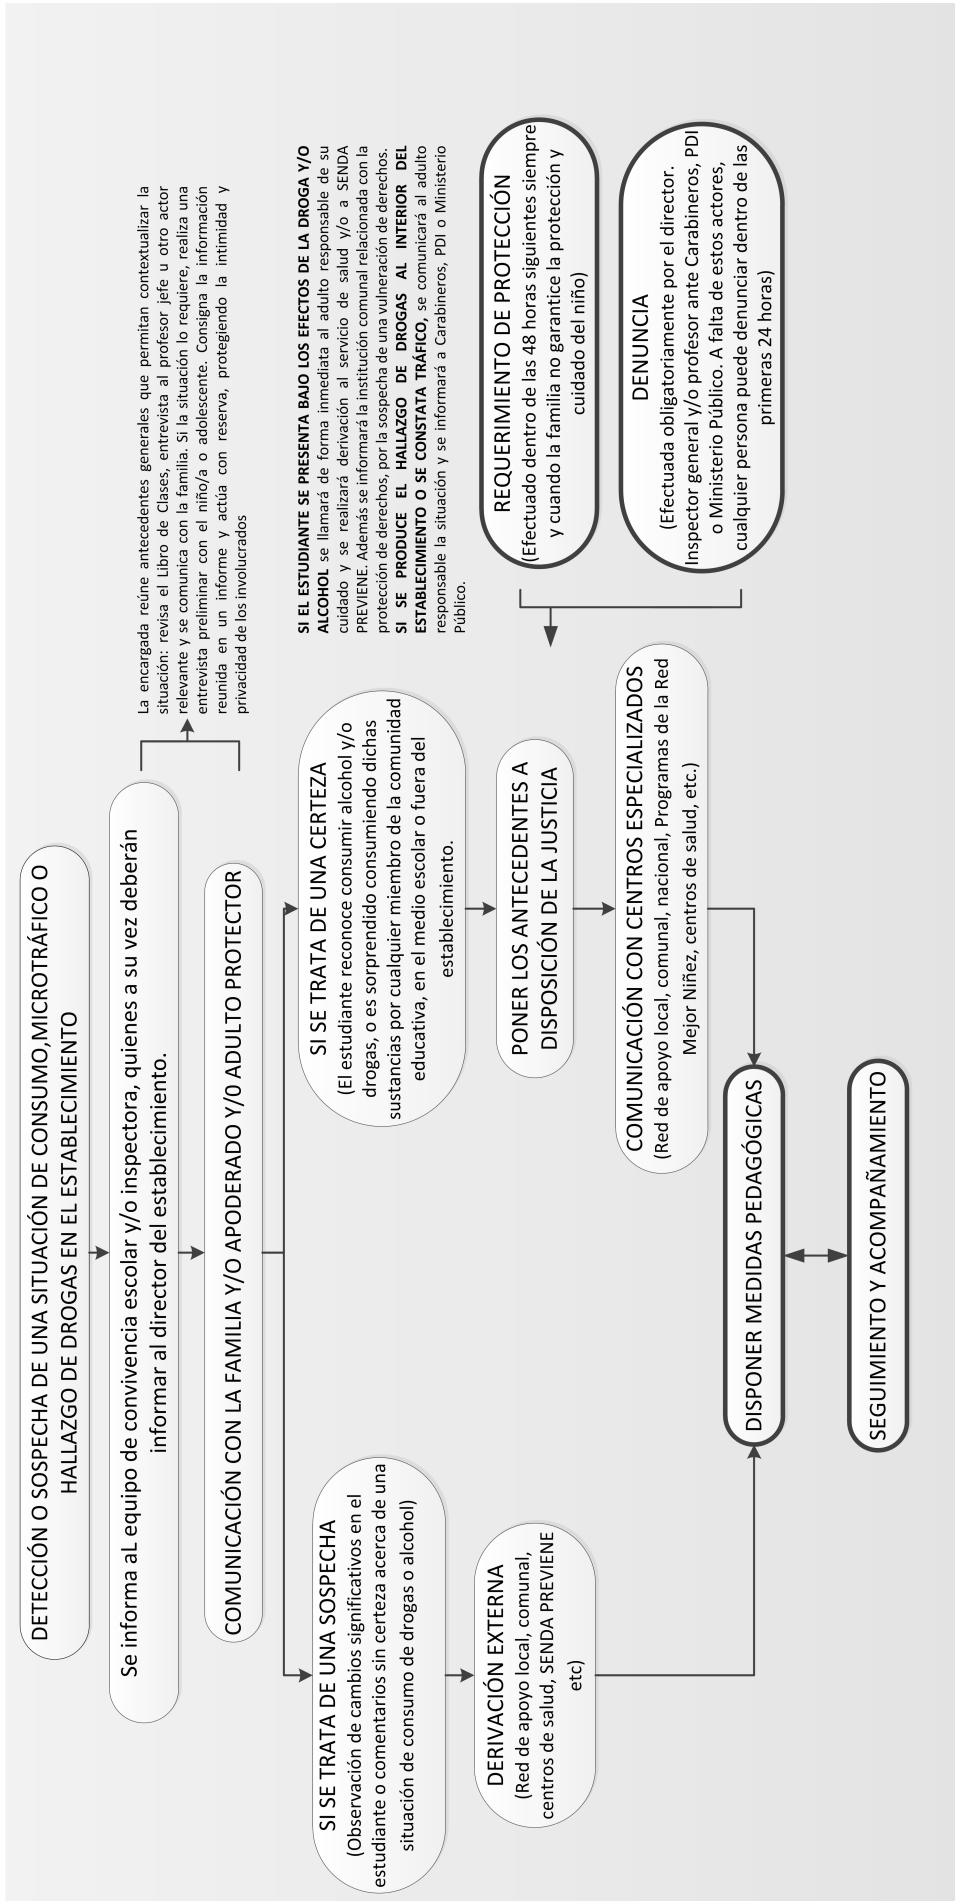 DETECCIÓN O SOSPECHA DE UNA SITUACIÓN DE CONSUMO,MICROTRÁFICO O
HALLAZGO DE DROGAS EN EL ESTABLECIMIENTO
Se informa aL equipo de convivencia escolar y/o inspectora, quienes a su vez deberán
informar al director del establecimiento.
La encargada reúne antecedentes generales que permitan contextualizar la
situación: revisa el Libro de Clases, entrevista al profesor jefe u otro actor
relevante y se comunica con la familia. Si la situación lo requiere, realiza una
entrevista preliminar con el niño/a o adolescente. Consigna la información
reunida en un informe y actúa con reserva, protegiendo la intimidad y
privacidad de los involucrados
COMUNICACIÓN CON LA FAMILIA Y/O APODERADO Y/0 ADULTO PROTECTOR
SI SE TRATA DE UNA SOSPECHA
(Observación de cambios significativos en el
estudiante o comentarios sin certeza acerca de una
situación de consumo de drogas o alcohol)
DERIVACIÓN EXTERNA
(Red de apoyo local, comunal,
centros de salud, SENDA PREVIENE
etc)
SI SE TRATA DE UNA CERTEZA
(El estudiante reconoce consumir alcohol y/o
drogas, o es sorprendido consumiendo dichas
sustancias por cualquier miembro de la comunidad
educativa, en el medio escolar o fuera del
establecimiento.
SI EL ESTUDIANTE SE PRESENTA BAJO LOS EFECTOS DE LA DROGA Y/O
ALCOHOL se llamará de forma inmediata al adulto responsable de su
cuidado y se realizará derivación al servicio de salud y/o a SENDA
PREVIENE. Además se informará la institución comunal relacionada con la
protección de derechos, por la sospecha de una vulneración de derechos.
SI SE PRODUCE EL HALLAZGO DE DROGAS AL INTERIOR DEL
ESTABLECIMIENTO O SE CONSTATA TRÁFICO, se comunicará al adulto
responsable la situación y se informará a Carabineros, PDI o Ministerio
Público.
PONER LOS ANTECEDENTES A
DISPOSICIÓN DE LA JUSTICIA
REQUERIMIENTO DE PROTECCIÓN
(Efectuado dentro de las 48 horas siguientes siempre
y cuando la familia no garantice la protección y
cuidado del niño)
DENUNCIA
(Efectuada obligatoriamente por el director.
Inspector general y/o profesor ante Carabineros, PDI
o Ministerio Público. A falta de estos actores,
cualquier persona puede denunciar dentro de las
primeras 24 horas)
COMUNICACIÓN CON CENTROS ESPECIALIZADOS
(Red de apoyo local, comunal, nacional, Programas de la Red
Mejor Niñez, centros de salud, etc.)
DISPONER MEDIDAS PEDAGÓGICAS
SEGUIMIENTO Y ACOMPAÑAMIENTO